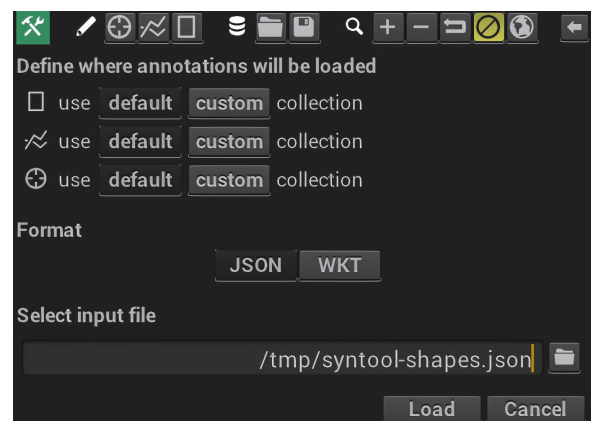 Define where annotations will be loaded
use default custom collection
use default custom collection
use default custom collection
Format
JSON WKT
Select input file
/tmp/syntool-shapes.json
Load Cancel